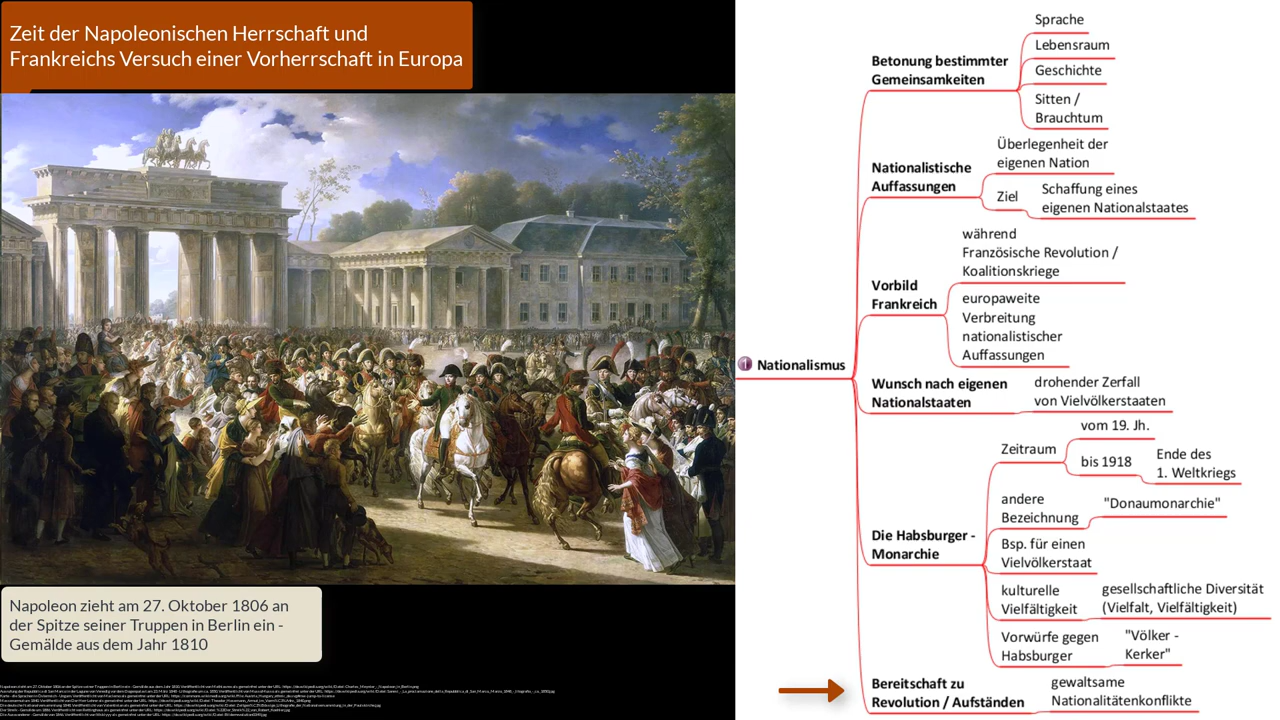 Zeit der Napoleonischen Herrschaft und
Frankreichs Versuch einer Vorherrschaft in Europa
Napoleon zieht am 27. Oktober 1806 an
der Spitze seiner Truppen in Berlin ein -
Gemälde aus dem Jahr 1810
1 Nationalismus
Betonung bestimmter
Gemeinsamkeiten
Sprache
Lebensraum
Geschichte
Sitten /
Brauchtum
Nationalistische
Auffassungen
Überlegenheit der
eigenen Nation
Ziel
Schaffung eines
eigenen Nationalstaates
Vorbild
Frankreich
während
Französische Revolution /
Koalitionskriege
europaweite
Verbreitung
nationalistischer
Auffassungen
Wunsch nach eigenen
Nationalstaaten
drohender Zerfall
von Vielvölkerstaaten
Die Habsburger -
Monarchie
Zeitraum
vom 19. Jh.
bis 1918
Ende des
1. Weltkriegs
andere
Bezeichnung
"Donaumonarchie"
Bsp. für einen
Vielvölkerstaat
kulturelle
Vielfältigkeit
gesellschaftliche Diversität
(Vielfalt, Vielfältigkeit)
Vorwürfe gegen
Habsburger
"Völker -
Kerker"
Bereitschaft zu
Revolution / Aufständen
gewaltsame
Nationalitätenkonflikte